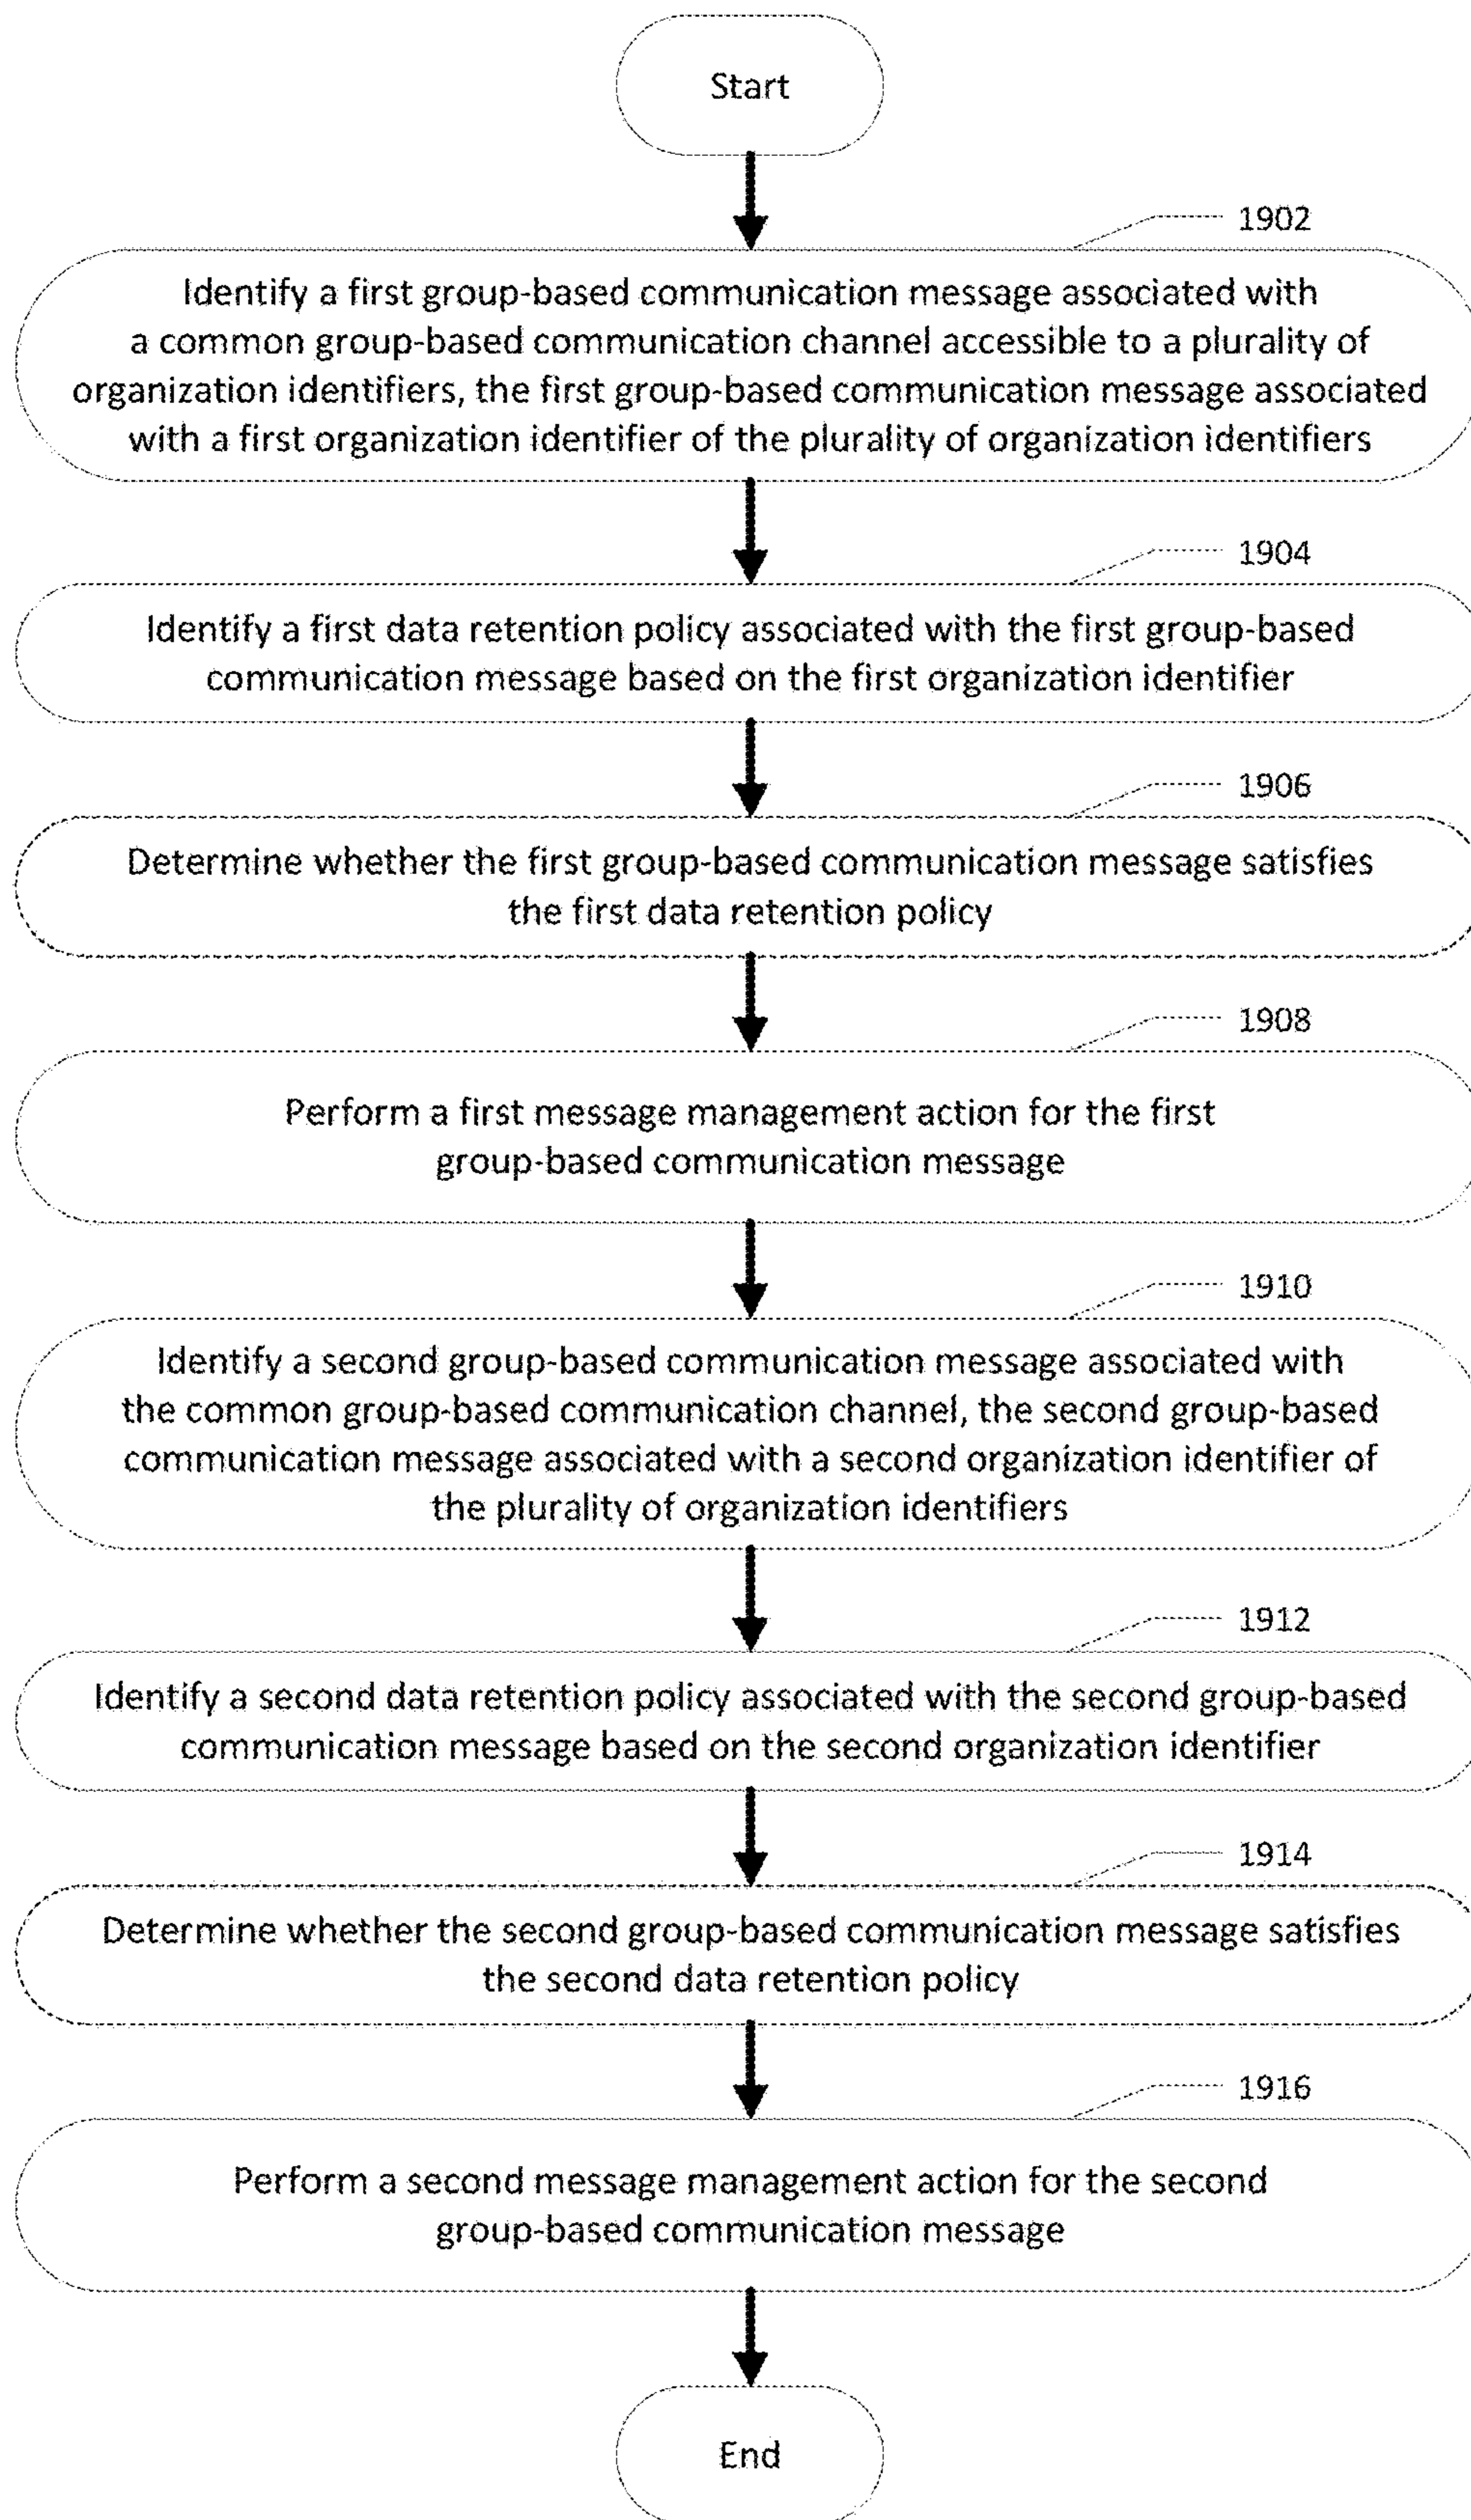 Start
1902
Identify a first group-based communication message associated with
a common group-based communication channel accessible to a plurality of
organization identifiers, the first group-based communication message associated
with a first organization identifier of the plurality of organization identifiers
1904
Identify a first data retention policy associated with the first group-based
communication message based on the first organization identifier
1906
Determine whether the first group-based communication message satisfies
the first data retention policy
1908
Perform a first message management action for the first
group-based communication message
1910
Identify a second group-based communication message associated with
the common group-based communication channel, the second group-based
communication message associated with a second organization identifier of
the plurality of organization identifiers
1912
Identify a second data retention policy associated with the second group-based
communication message based on the second organization identifier
1914
Determine whether the second group-based communication message satisfies
the second data retention policy
1916
Perform a second message management action for the second
group-based communication message
End